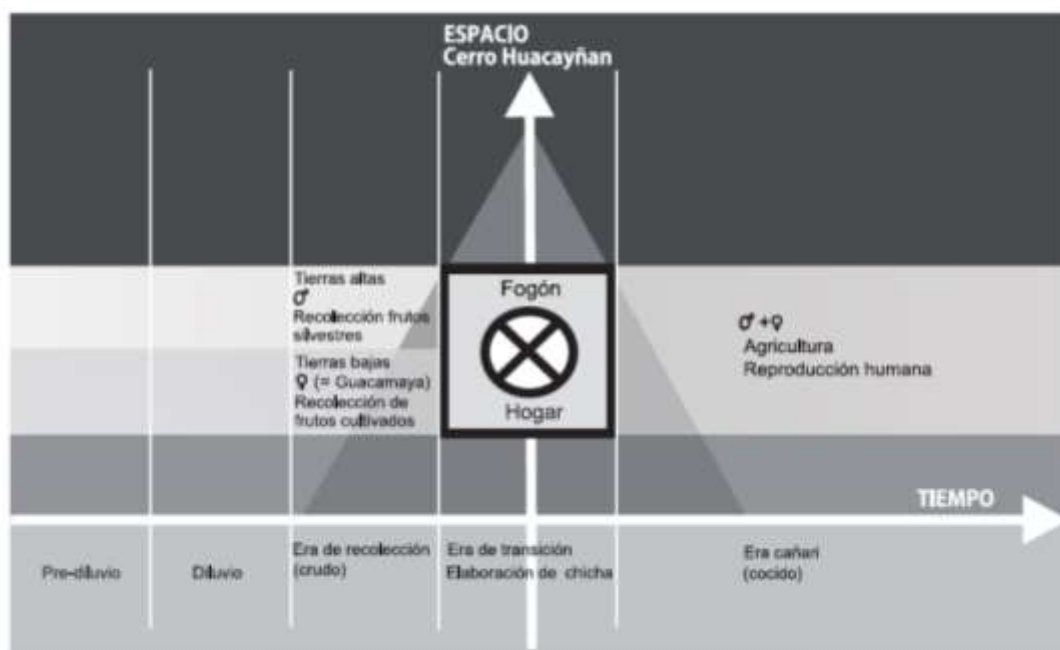 ESPACIO
Cerro Huacayñan
Tierras altas
♂
Recolección frutos
silvestres
Tierras bajas
♀ (= Guacamaya)
Recolección de
frutos cultivados
Fogón
Hogar
♂ + ♀
Agricultura
Reproducción humana
TIEMPO
Pre-diluvio
Diluvio
Era de recolección
(crudo)
Era de transición
Elaboración de chicha
Era cañari
(cocido)